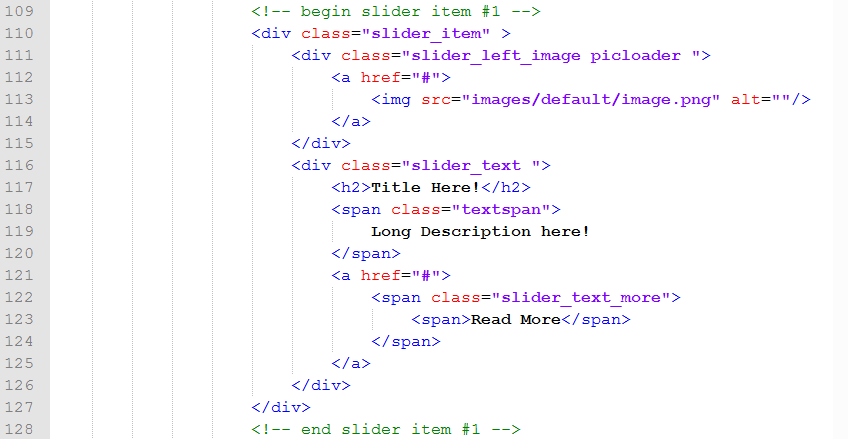 109 <!-- begin slider item #1 -->
110 <div class="slider_item" >
111 <div class="slider_left_image picloader ">
112 <a href="#">
113 <img src="images/default/image.png" alt=""/>
114 </a>
115 </div>
116 <div class="slider_text ">
117 <h2>Title Here!</h2>
118 <span class="textspan">
119 Long Description here!
120 </span>
121 <a href="#">
122 <span class="slider_text_more">
123 <span>Read More</span>
124 </span>
125 </a>
126 </div>
127 </div>
128 <!-- end slider item #1 -->